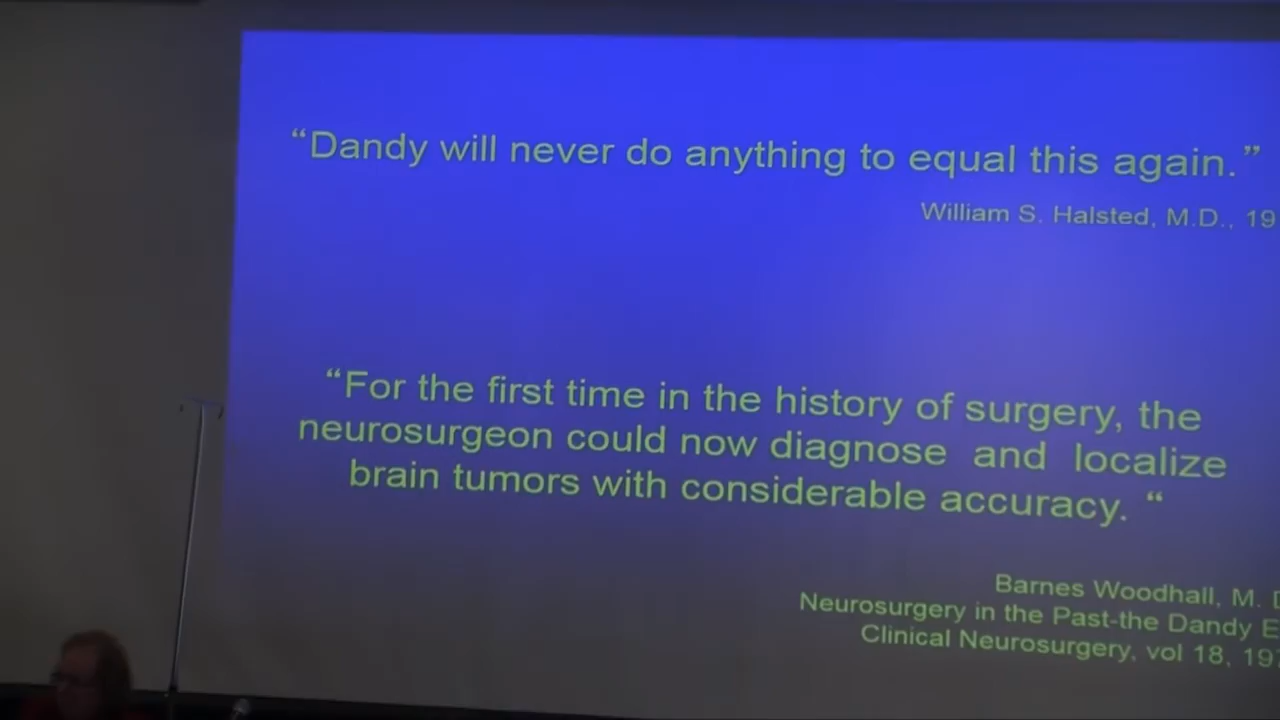 “Dandy will never do anything to equal this again.”
William S. Halsted, M.D., 19
“For the first time in the history of surgery, the
neurosurgeon could now diagnose and localize
brain tumors with considerable accuracy. “
Barnes Woodhall, M. D
Neurosurgery in the Past-the Dandy E
Clinical Neurosurgery, vol 18, 19